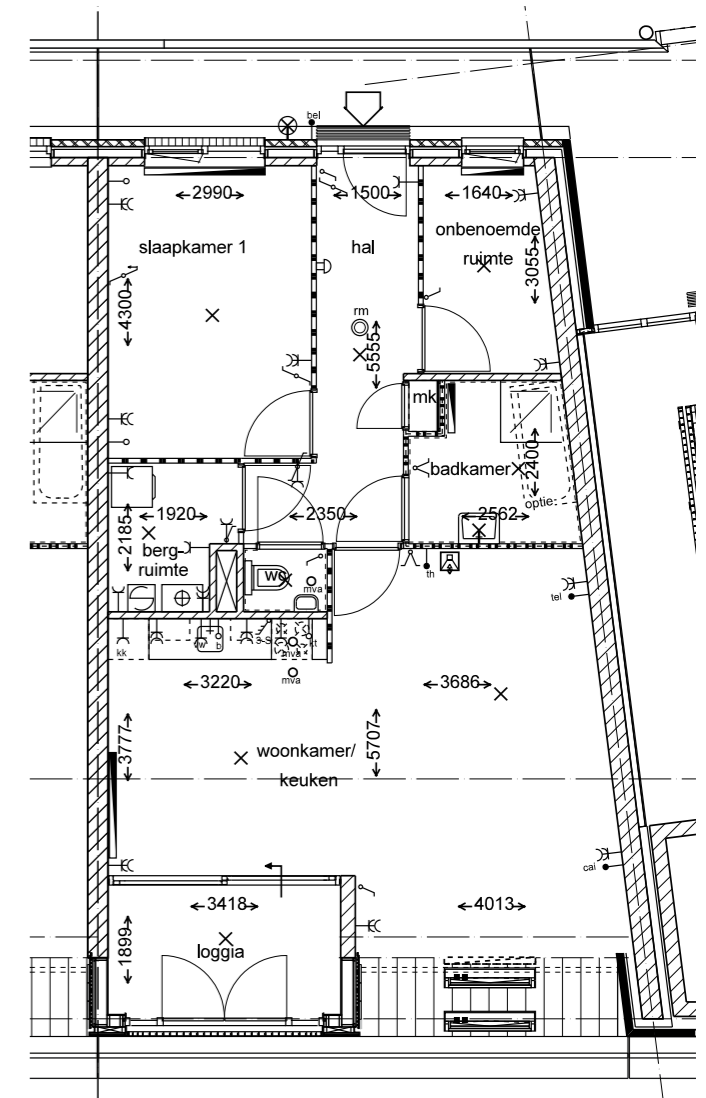 bel
2990
1500
1640
slaapkamer 1
hal
onbenoemde
ruimte
3055
4300
rm
5555
mk
badkamer
2400
optie
1920
2350
2562
2185
berg-
ruimte
wc
mva
th
tel
kk
vw
b
3-S
mva
kt
mva
3220
3686
3777
5707
woonkamer/
keuken
cai
3418
4013
1899
loggia